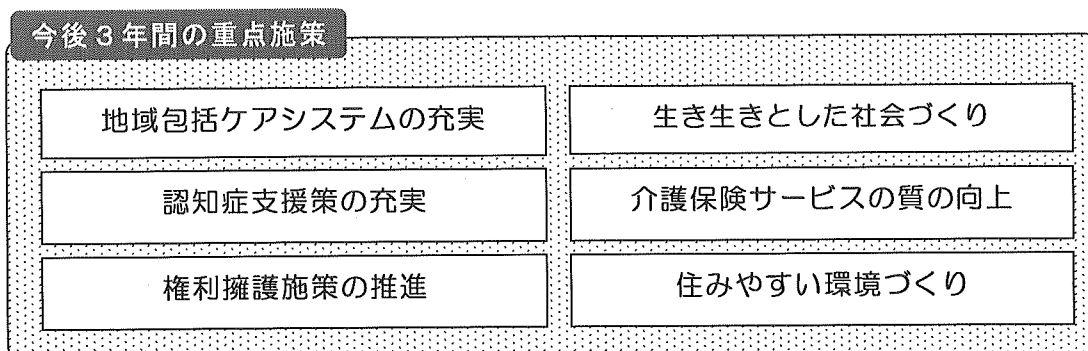 今後3年間の重点施策
地域包括ケアシステムの充実
生き生きとした社会づくり
認知症支援策の充実
介護保険サービスの質の向上
権利擁護施策の推進
住みやすい環境づくり